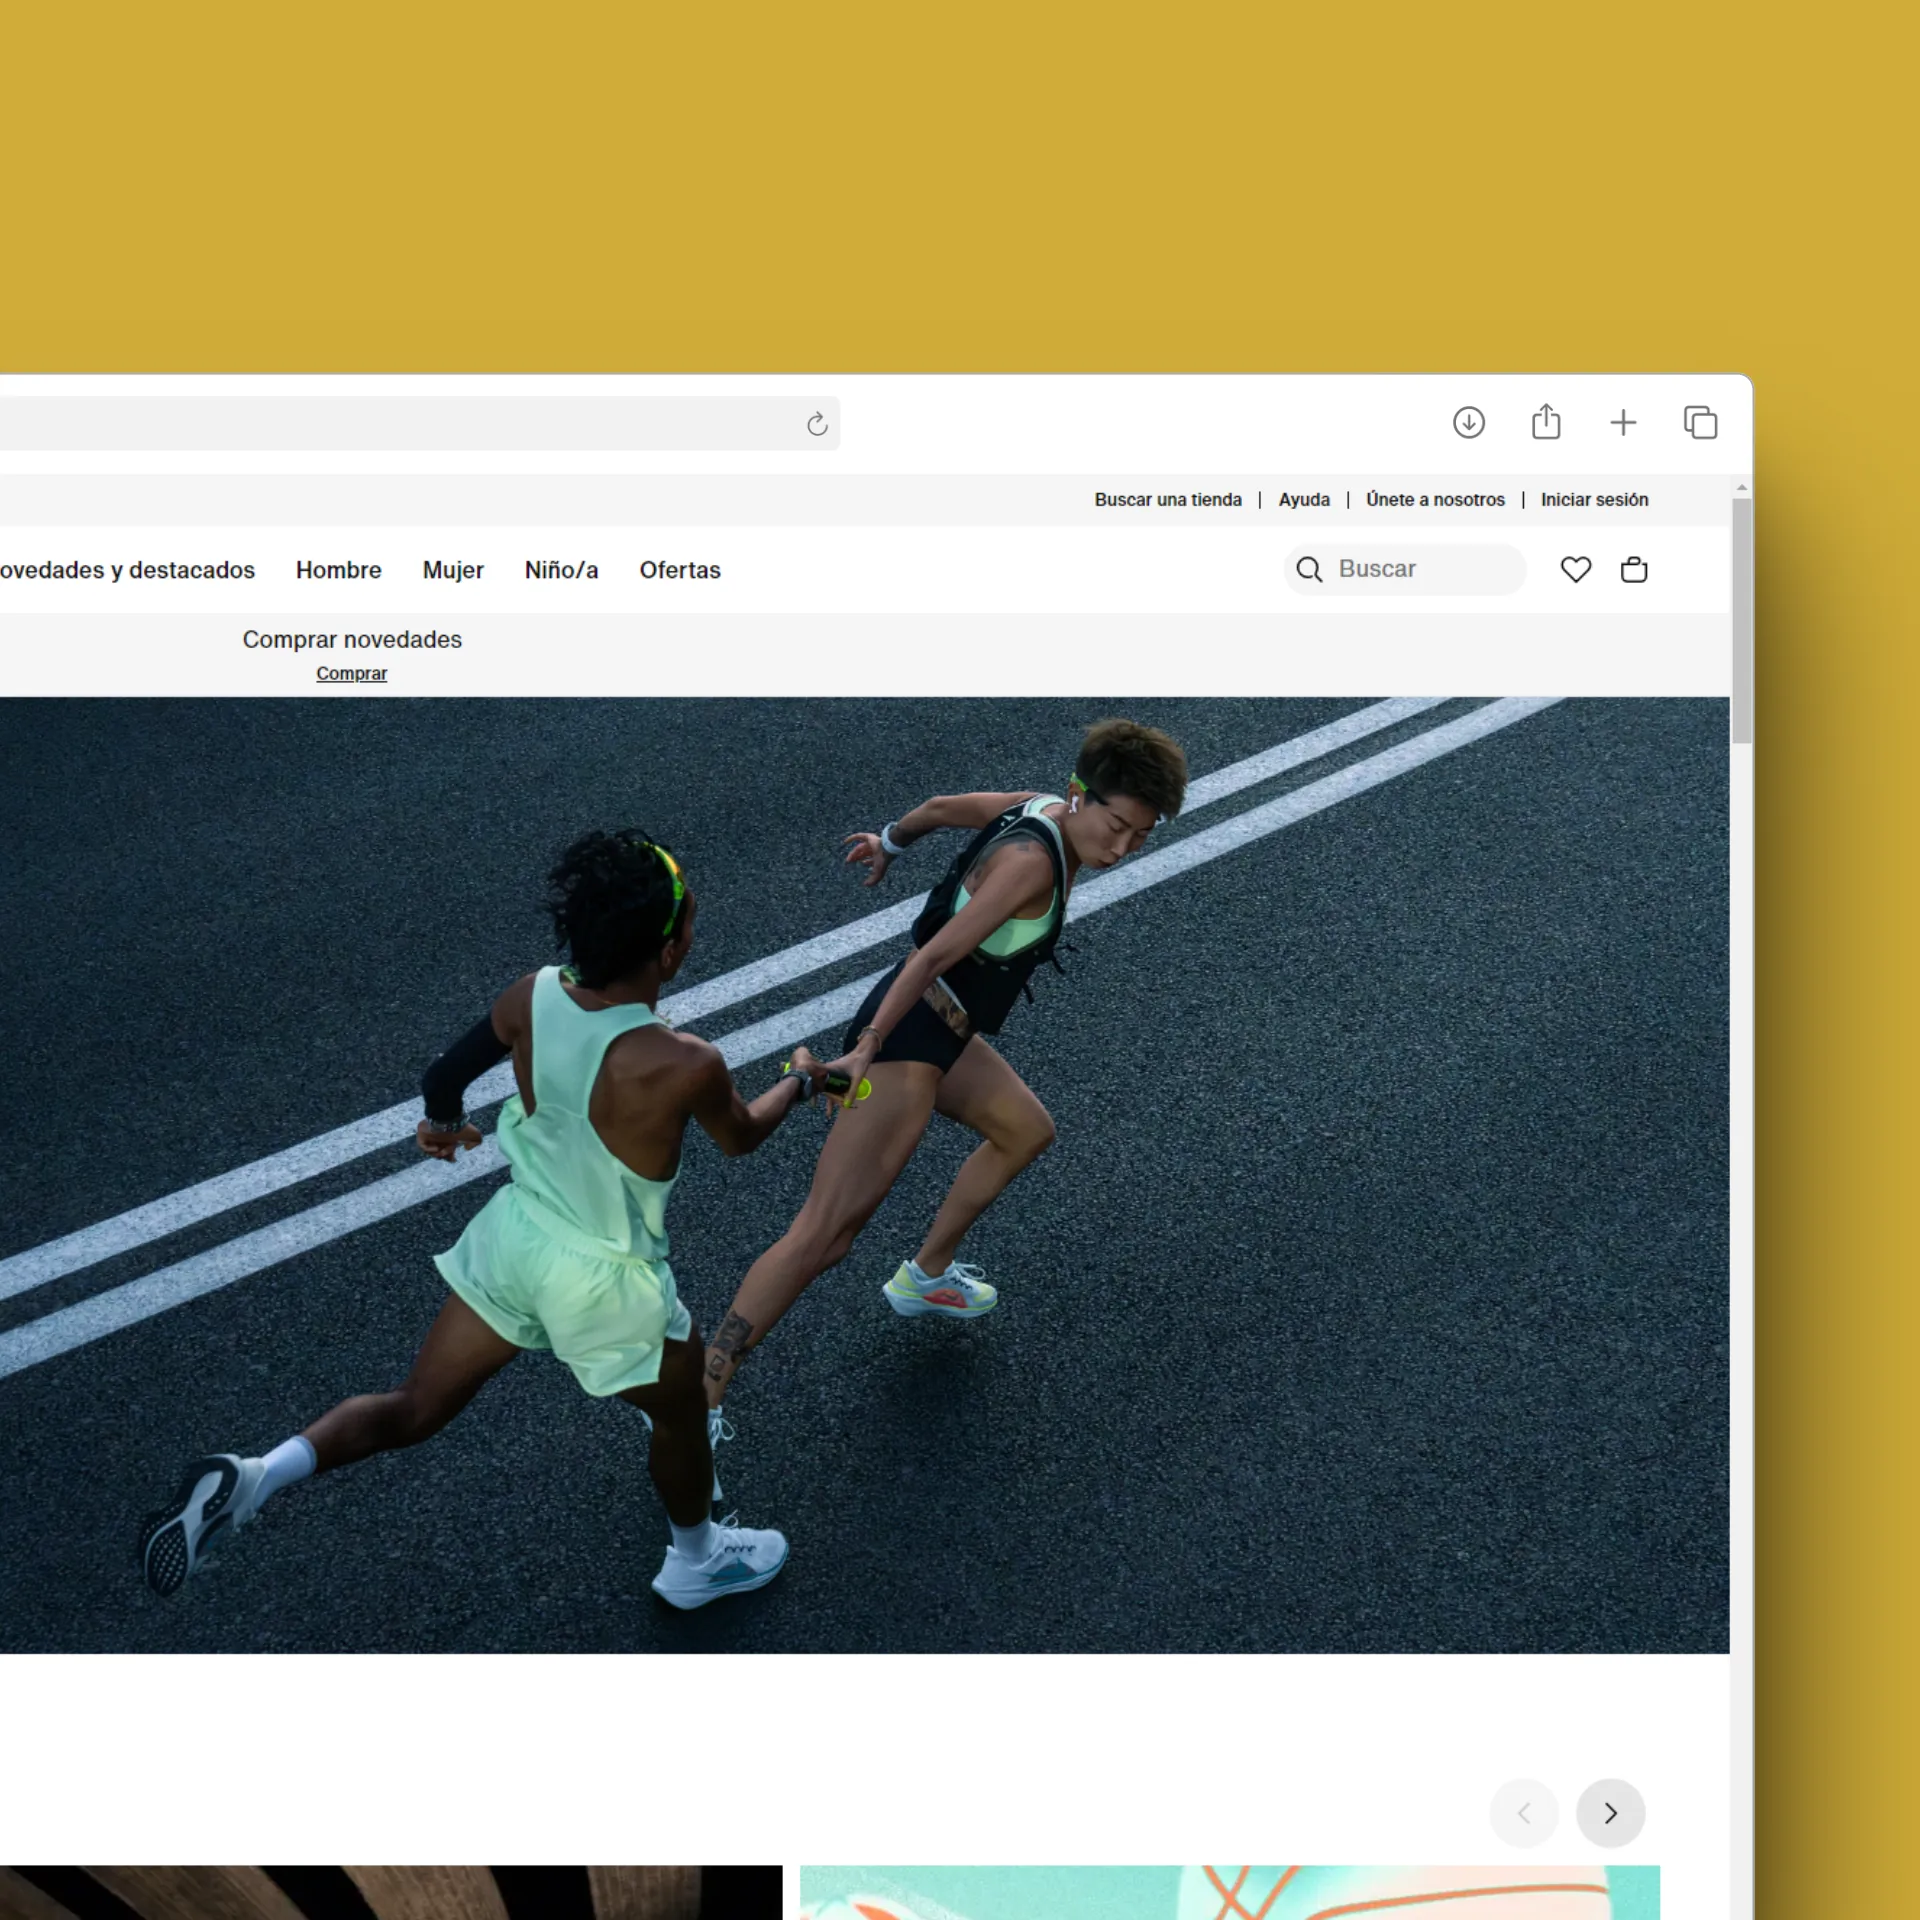 Buscar una tienda | Ayuda | Únete a nosotros | Iniciar sesión
ovedades y destacados Hombre Mujer Niño/a Ofertas Buscar
Comprar novedades
Comprar